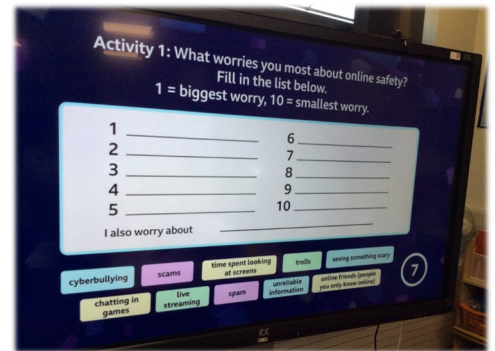 Activity 1: What worries you most about online safety?
Fill in the list below.
1 = biggest worry, 10 = smallest worry.
1
2
3
4
5
6
7
8
9
10
I also worry about
cyberbullying
scams
time spent looking
at screens
trolls
seeing something scary
chatting in
games
live
streaming
spam
unreliable
information
online friends (people
you only know online)
7